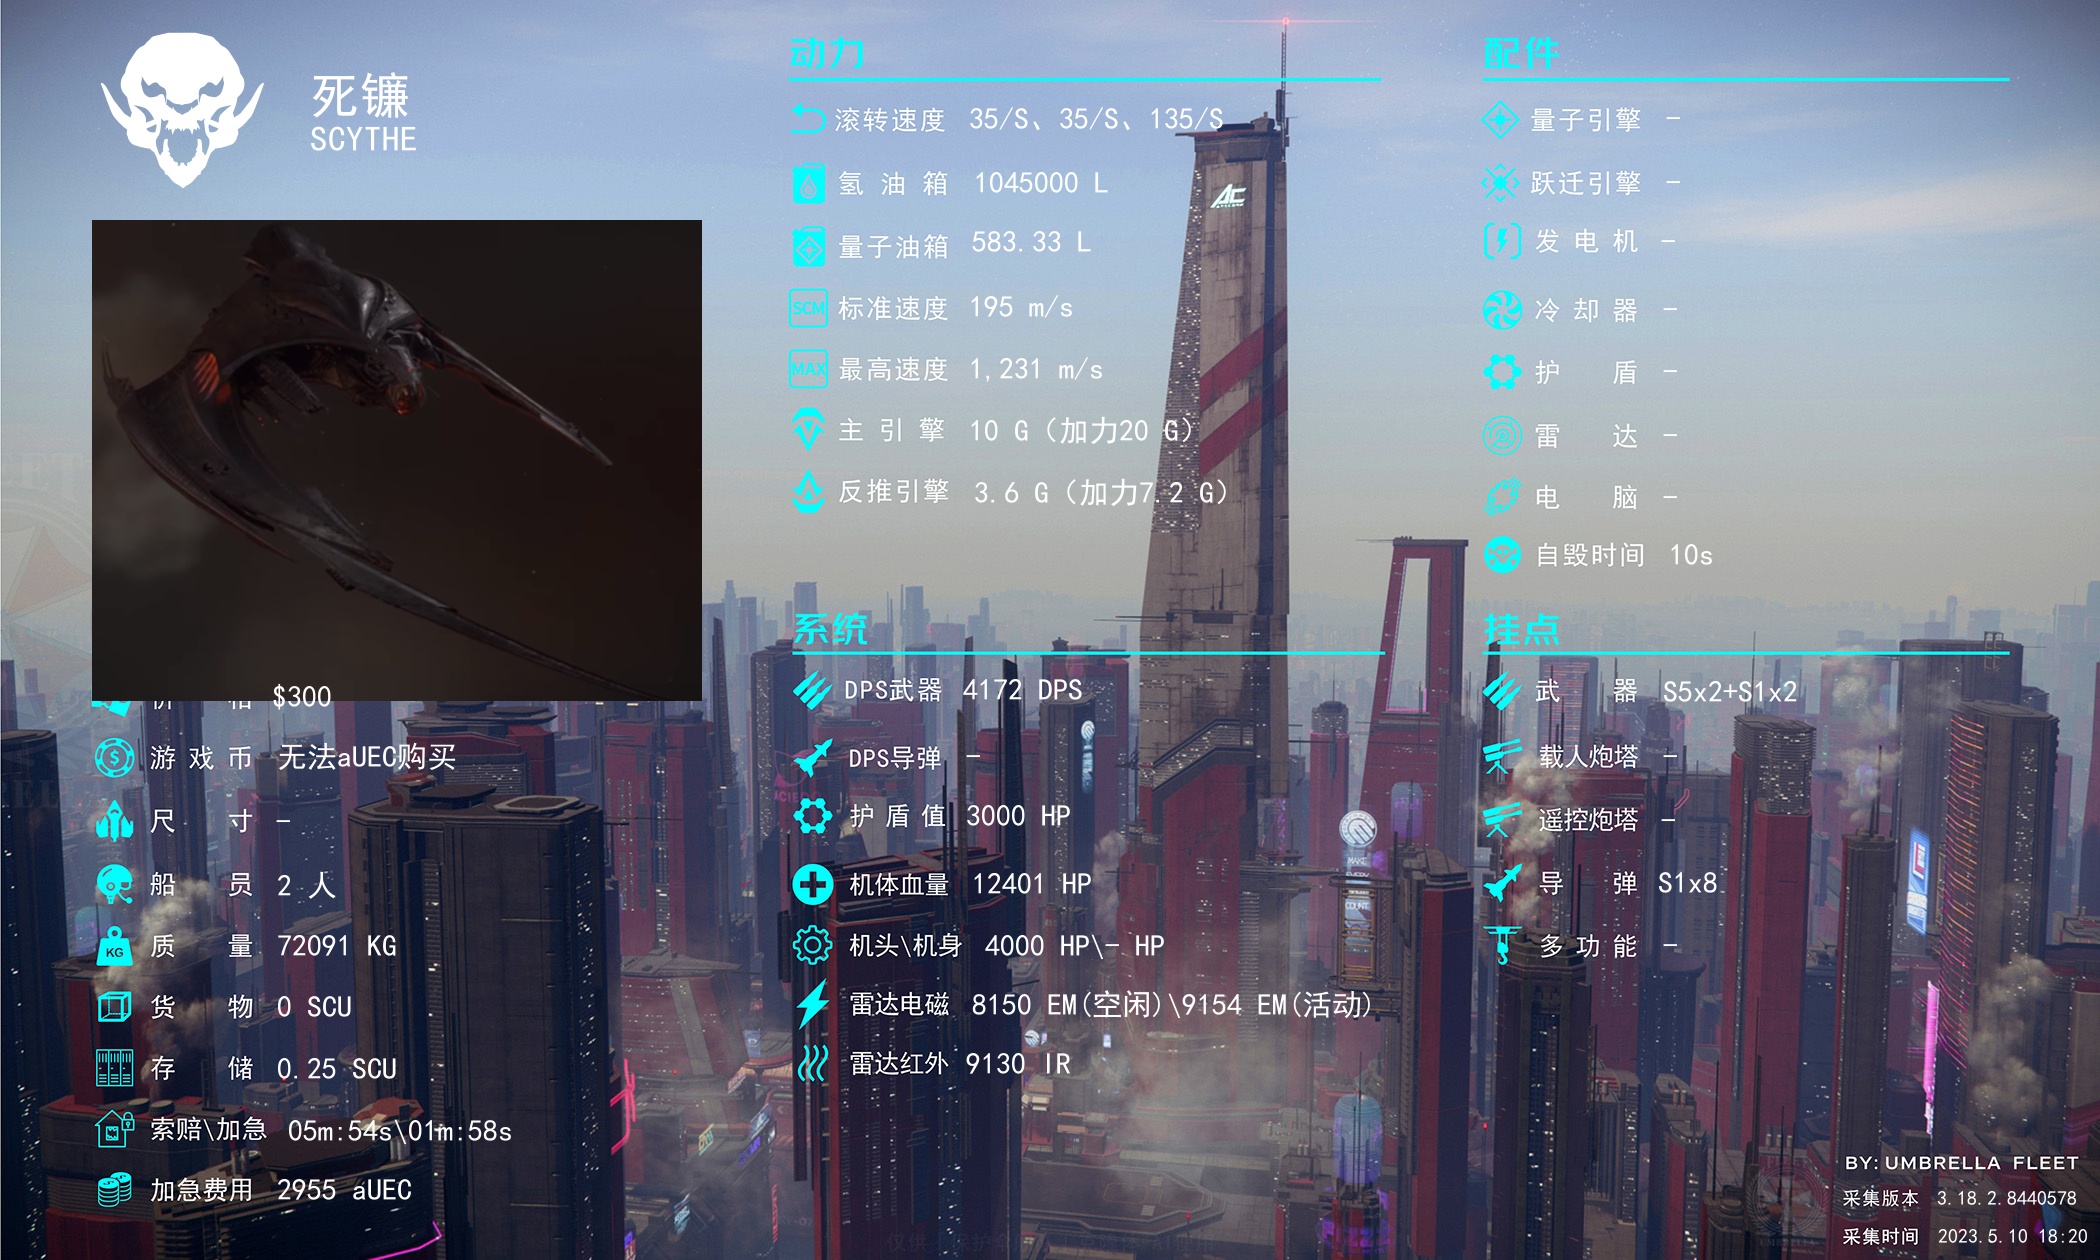 死镰
SCYTHE
$300
游戏币 无法aUEC购买
尺寸 -
船员 2 人
质量 72091 KG
货物 0 SCU
存储 0.25 SCU
索赔\加急 05m:54s\01m:58s
加急费用 2955 aUEC
动力
滚转速度 35/S、35/S、135/S
氢油箱 1045000 L
量子油箱 583.33 L
SCM 标准速度 195 m/s
MAX 最高速度 1,231 m/s
主引擎 10 G（加力20 G）
反推引擎 3.6 G（加力7.2 G）
系统
DPS武器 4172 DPS
DPS导弹 -
护盾值 3000 HP
机体血量 12401 HP
机头\机身 4000 HP\- HP
雷达电磁 8150 EM(空闲)\9154 EM(活动)
雷达红外 9130 IR
配件
量子引擎 -
跃迁引擎 -
发电机 -
冷却器 -
护盾 -
雷达 -
电脑 -
自毁时间 10s
挂点
武器 S5x2+S1x2
载人炮塔 -
遥控炮塔 -
导弹 S1x8
多功能 -
BY: UMBRELLA FLEET
采集版本 3.18.2.8440578
采集时间 2023.5.10 18:20